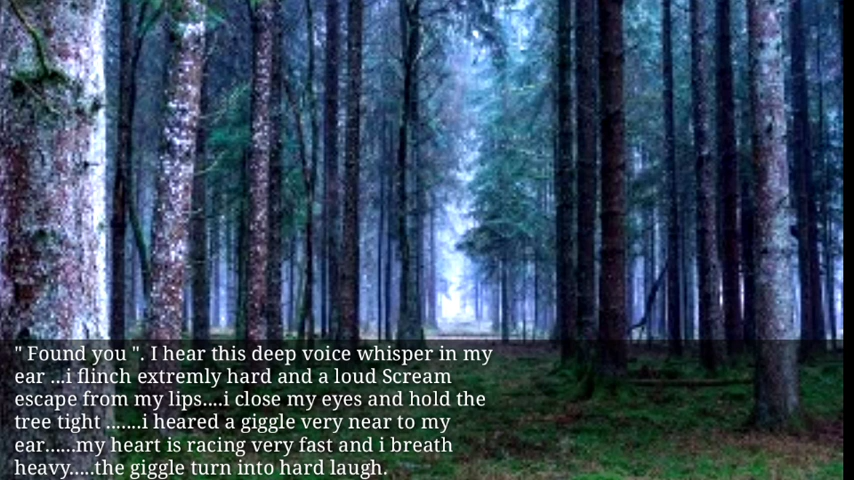 " Found you ". I hear this deep voice whisper in my
ear ...i flinch extremly hard and a loud Scream
escape from my lips....i close my eyes and hold the
tree tight .......i heared a giggle very near to my
ear......my heart is racing very fast and i breath
heavy.....the giggle turn into hard laugh.